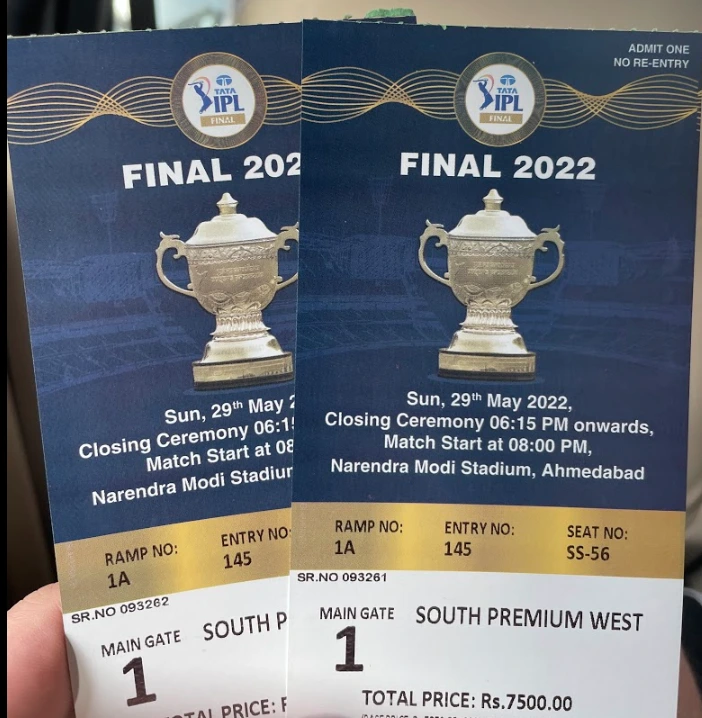 TATA
IPL
FINAL
FINAL 202
Sun, 29th May 2
Closing Ceremony 06:15
Match Start at 08
Narendra Modi Stadium
RAMP NO:
1A
ENTRY NO:
145
SR.NO 093262
MAIN GATE
1
SOUTH P
TOTAL PRICE:
ADMIT ONE
NO RE-ENTRY
TATA
IPL
FINAL
FINAL 2022
Sun, 29th May 2022,
Closing Ceremony 06:15 PM onwards,
Match Start at 08:00 PM,
Narendra Modi Stadium, Ahmedabad
RAMP NO:
1A
ENTRY NO:
145
SEAT NO:
SS-56
SR.NO 093261
MAIN GATE
1
SOUTH PREMIUM WEST
TOTAL PRICE: Rs.7500.00